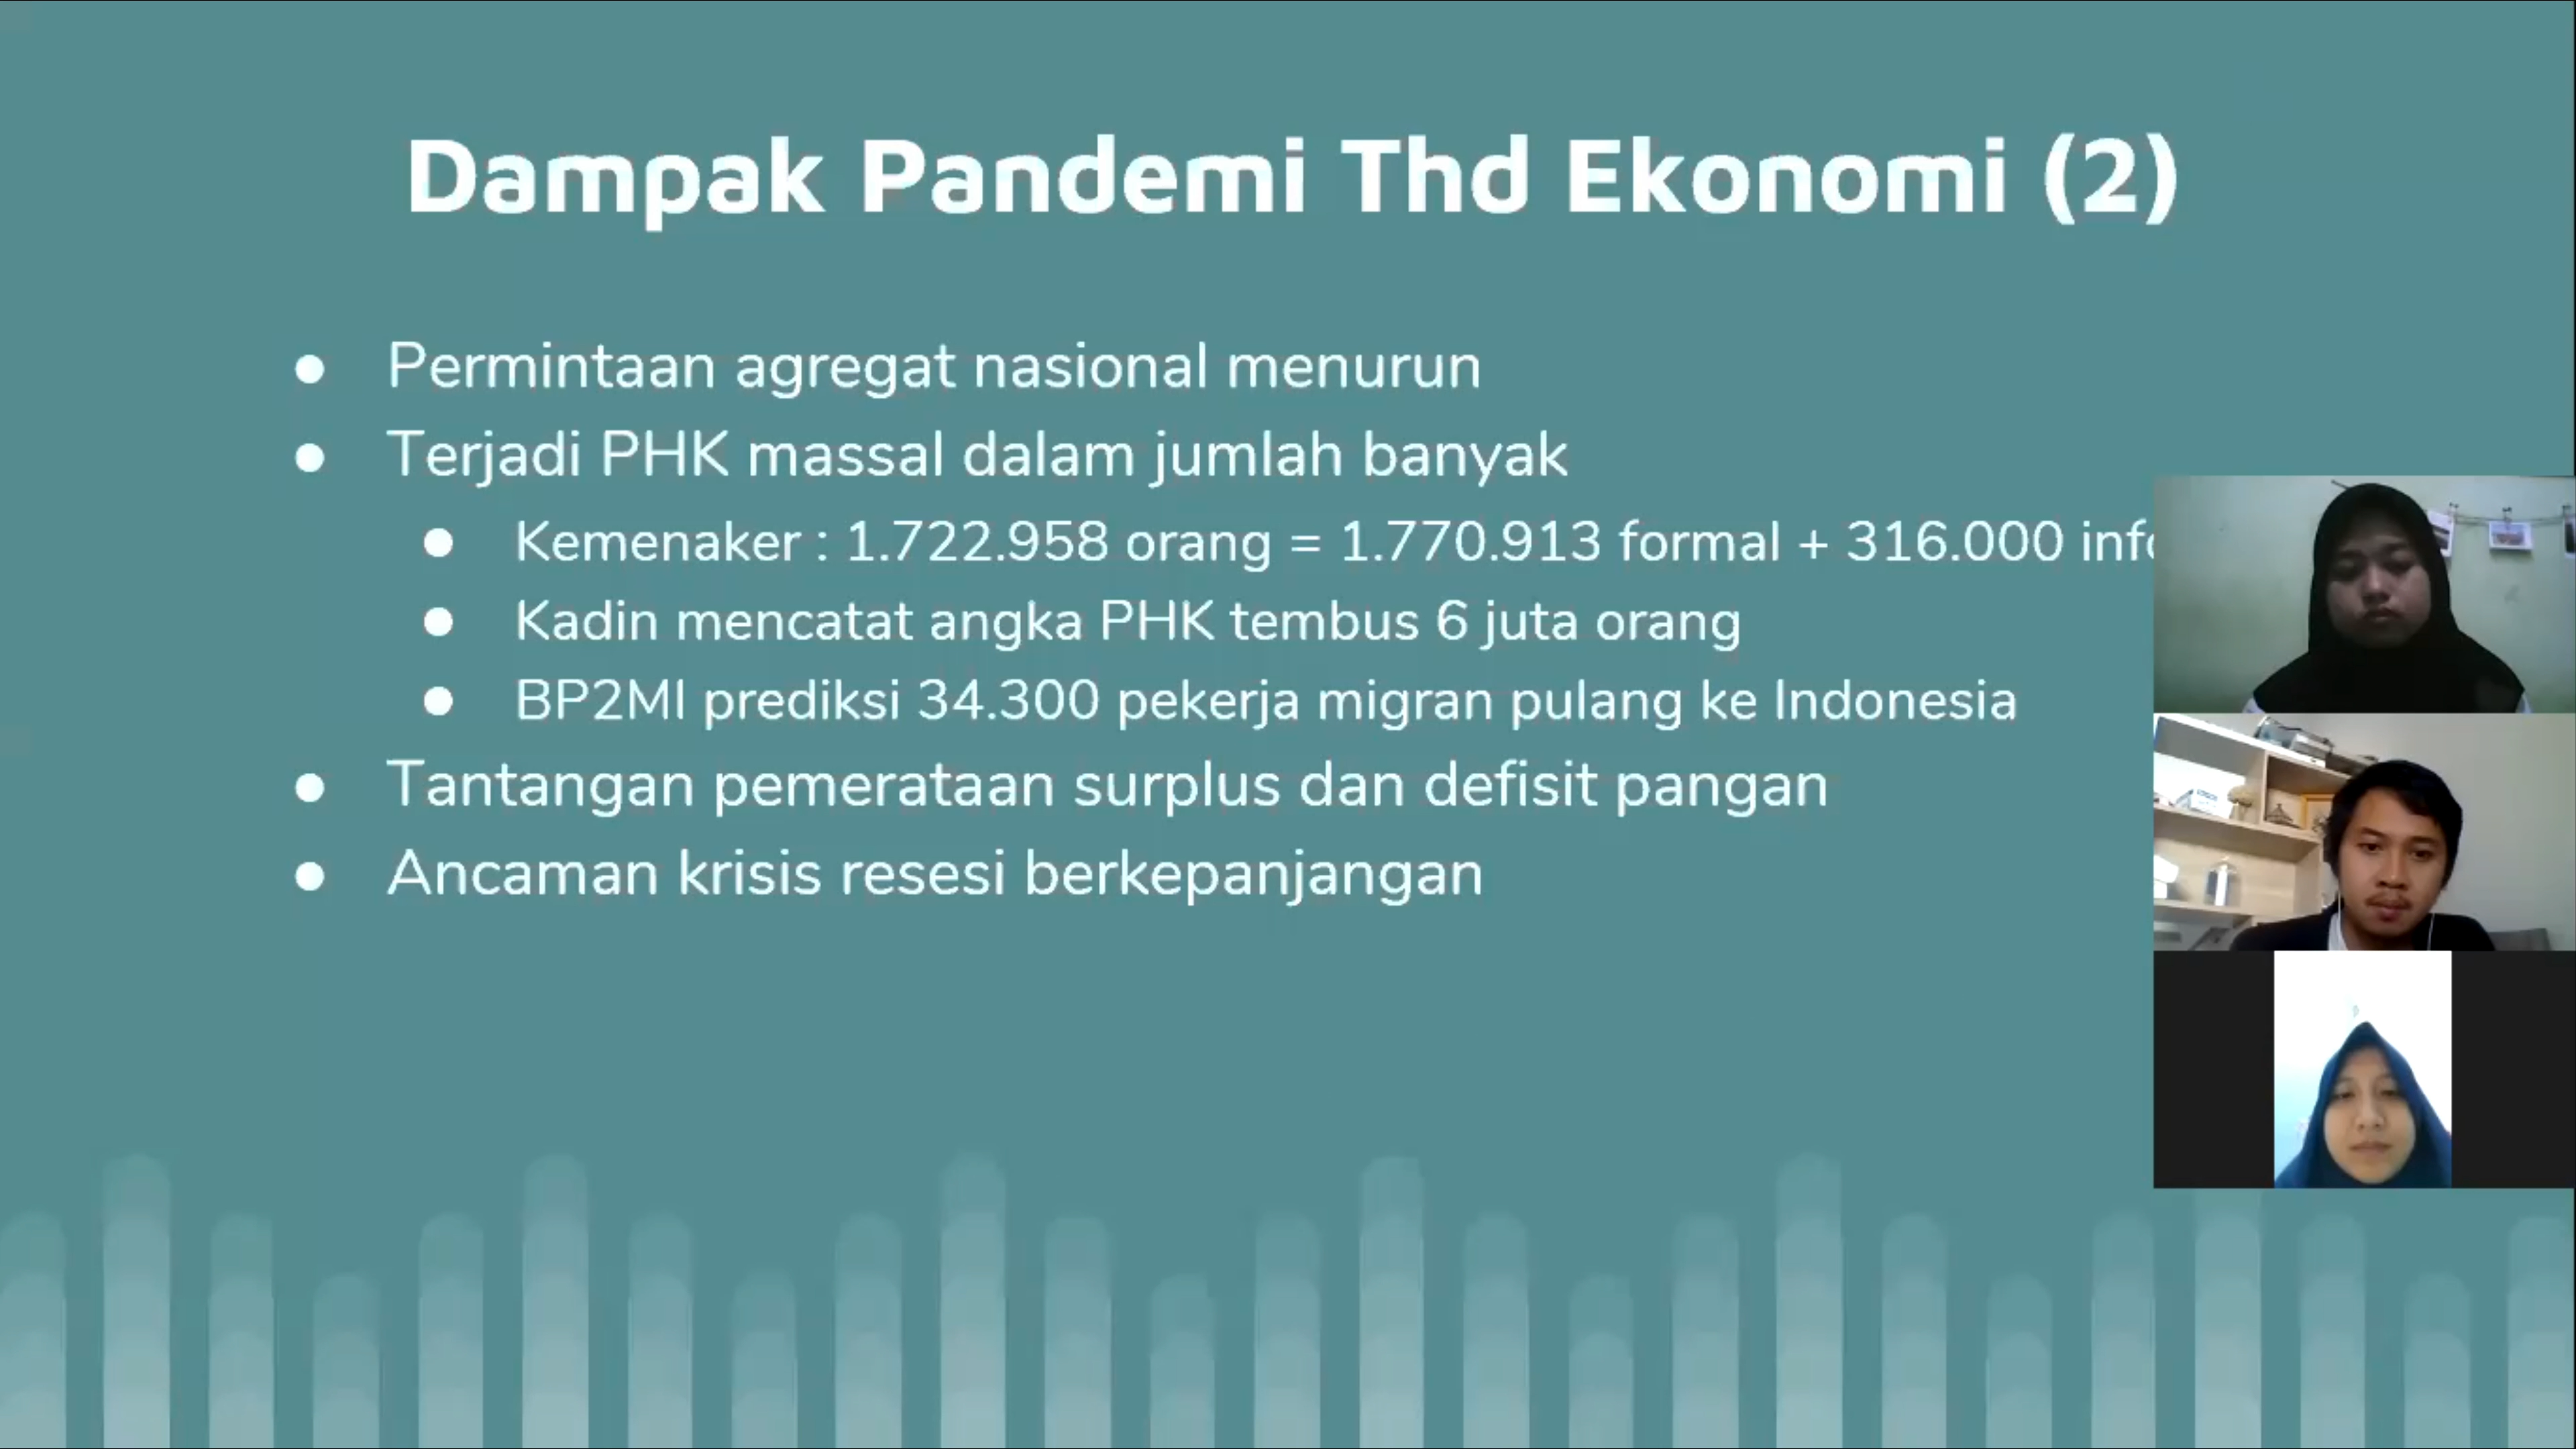 Dampak Pandemi Thd Ekonomi (2)
● Permintaan agregat nasional menurun
● Terjadi PHK massal dalam jumlah banyak
● Kemenaker : 1.722.958 orang = 1.770.913 formal + 316.000
● Kadin mencatat angka PHK tembus 6 juta orang
● BP2MI prediksi 34.300 pekerja migran pulang ke Indonesia
● Tantangan pemerataan surplus dan defisit pangan
● Ancaman krisis resesi berkepanjangan